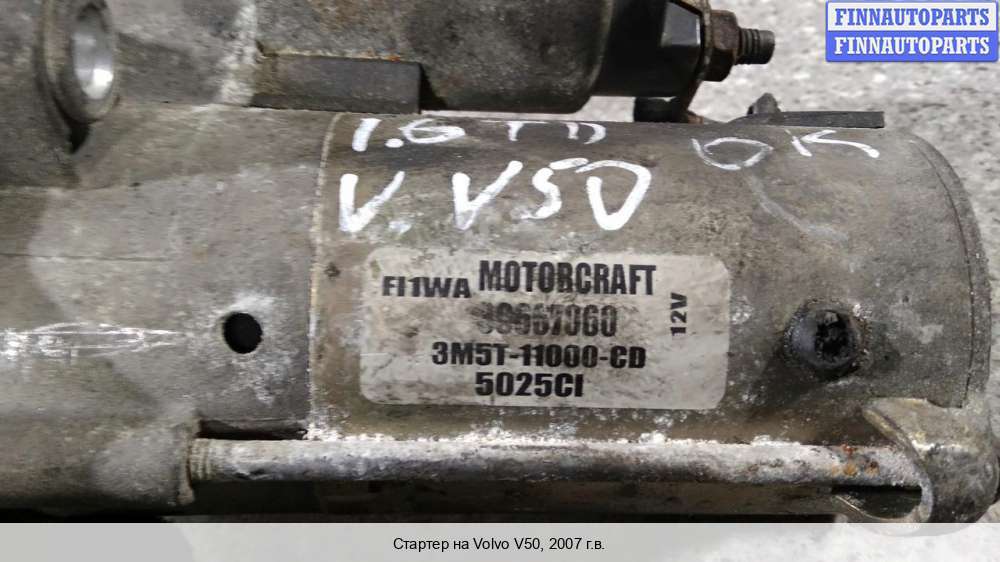 FINNAUTOPARTS
FINNAUTOPARTS
1.6 TD OK
V. V50
FI1WA MOTORCRAFT
12V
3M5T-11000-CD
5025CI
Стартер на Volvo V50, 2007 г.в.